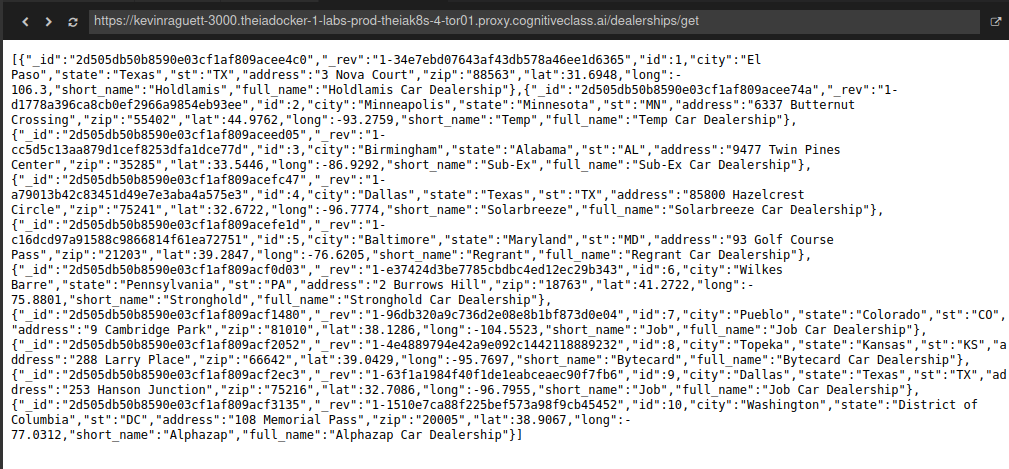 https://kevinraguett-3000.theiadocker-1-labs-prod-theiak8s-4-tor01.proxy.cognitiveclass.ai/dealerships/get
[{"_id":"2d505db50b8590e03cf1af809acee4c0","_rev":"1-34e7ebd07643af43db578a46ee1d6365","id":1,"city":"El
Paso","state":"Texas","st":"TX","address":"3 Nova Court","zip":"88563","lat":31.6948,"long":-
106.3,"short_name":"Holdlamis","full_name":"Holdlamis Car Dealership"},{"_id":"2d505db50b8590e03cf1af809acee74a","_rev":"1-
d1778a396ca8cb0ef2966a9854eb93ee","id":2,"city":"Minneapolis","state":"Minnesota","st":"MN","address":"6337 Butternut
Crossing","zip":"55402","lat":44.9762,"long":-93.2759,"short_name":"Temp","full_name":"Temp Car Dealership"},
{"_id":"2d505db50b8590e03cf1af809aceed05","_rev":"1-
cc5d5c13aa879d1cef8253dfa1dce77d","id":3,"city":"Birmingham","state":"Alabama","st":"AL","address":"9477 Twin Pines
Center","zip":"35285","lat":33.5446,"long":-86.9292,"short_name":"Sub-Ex","full_name":"Sub-Ex Car Dealership"},
{"_id":"2d505db50b8590e03cf1af809acefc47","_rev":"1-
a79013b42c83451d49e7e3aba4a575e3","id":4,"city":"Dallas","state":"Texas","st":"TX","address":"85800 Hazelcrest
Circle","zip":"75241","lat":32.6722,"long":-96.7774,"short_name":"Solarbreeze","full_name":"Solarbreeze Car Dealership"},
{"_id":"2d505db50b8590e03cf1af809acefe1d","_rev":"1-
c16dcd97a91588c9866814f61ea72751","id":5,"city":"Baltimore","state":"Maryland","st":"MD","address":"93 Golf Course
Pass","zip":"21203","lat":39.2847,"long":-76.6205,"short_name":"Regrant","full_name":"Regrant Car Dealership"},
{"_id":"2d505db50b8590e03cf1af809acf0d03","_rev":"1-e37424d3be7785cbdbc4ed12ec29b343","id":6,"city":"Wilkes
Barre","state":"Pennsylvania","st":"PA","address":"2 Burrows Hill","zip":"18763","lat":41.2722,"long":-
75.8801,"short_name":"Stronghold","full_name":"Stronghold Car Dealership"},
{"_id":"2d505db50b8590e03cf1af809acf1480","_rev":"1-96db320a9c736d2e08e8b1bf873d0e04","id":7,"city":"Pueblo","state":"Colorado","st":"CO",
"address":"9 Cambridge Park","zip":"81010","lat":38.1286,"long":-104.5523,"short_name":"Job","full_name":"Job Car Dealership"},
{"_id":"2d505db50b8590e03cf1af809acf2052","_rev":"1-4e4889794e42a9e092c1442118889232","id":8,"city":"Topeka","state":"Kansas","st":"KS","a
ddress":"288 Larry Place","zip":"66642","lat":39.0429,"long":-95.7697,"short_name":"Bytecard","full_name":"Bytecard Car Dealership"},
{"_id":"2d505db50b8590e03cf1af809acf2ec3","_rev":"1-63f1a1984f40f1de1eabceaec90f7fb6","id":9,"city":"Dallas","state":"Texas","st":"TX","ad
dress":"253 Hanson Junction","zip":"75216","lat":32.7086,"long":-96.7955,"short_name":"Job","full_name":"Job Car Dealership"},
{"_id":"2d505db50b8590e03cf1af809acf3135","_rev":"1-1510e7ca88f225bef573a98f9cb45452","id":10,"city":"Washington","state":"District of
Columbia","st":"DC","address":"108 Memorial Pass","zip":"20005","lat":38.9067,"long":-
77.0312,"short_name":"Alphazap","full_name":"Alphazap Car Dealership"}]